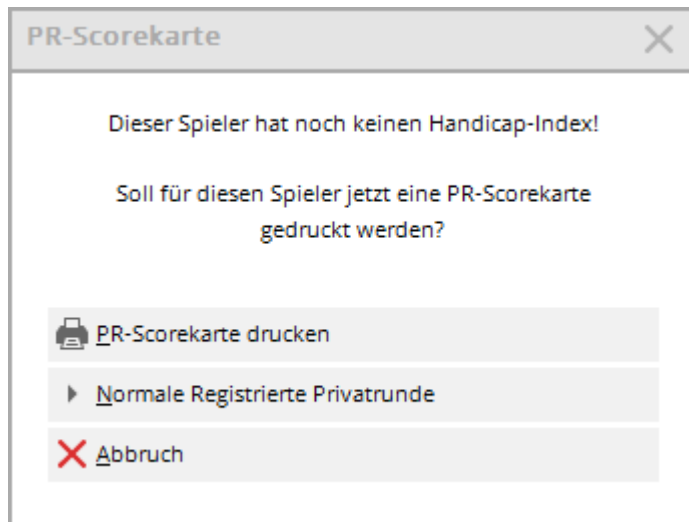 PR-Scorekarte
Dieser Spieler hat noch keinen Handicap-Index!
Soll für diesen Spieler jetzt eine PR-Scorekarte
gedruckt werden?
PR-Scorekarte drucken
Normale Registrierte Privatrunde
Abbruch